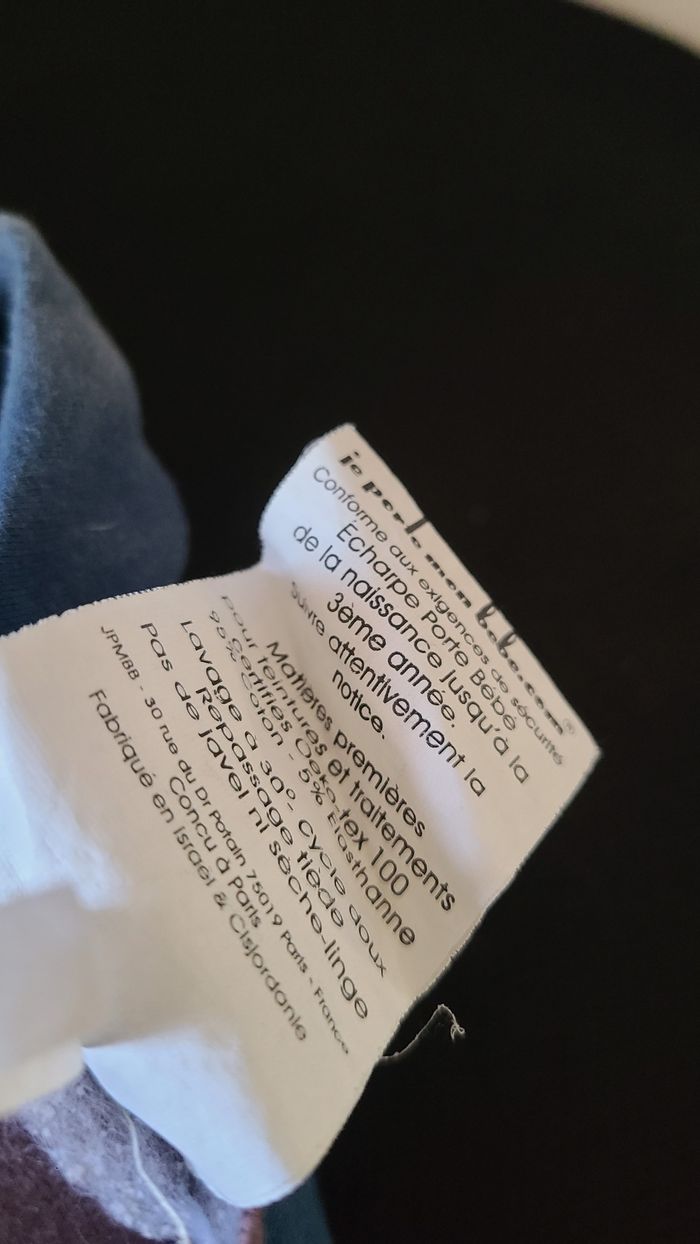 je porte mon bebe.com®
Conforme aux exigences de sécurité
Écharpe Porte Bébé
de la naissance jusqu'à la
3ème année.
Suivre attentivement la
notice.
Matières premières
pour teintures et traitements
Certifiés Oeko-tex 100
95% Coton - 5% Elasthanne
Lavage à 30° - cycle doux
Repassage tiède
Pas de javel ni sèche-linge
JPMBB - 30 rue du Dr Potain 75019 Paris - France
Concu à Paris
Fabriqué en Israel & Cisjordanie